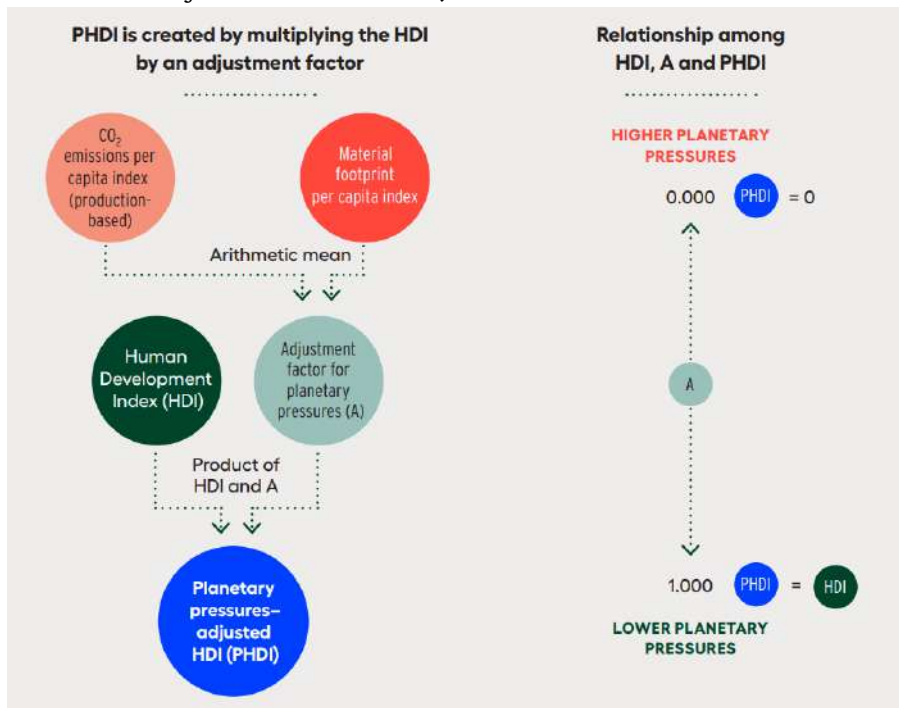 PHDI is created by multiplying the HDI
by an adjustment factor
CO₂
emissions per
capita index
(production-
based)
Material
footprint
per capita index
Arithmetic mean
Human
Development
Index (HDI)
Adjustment
factor for
planetary
pressures (A)
Product of
HDI and A
Planetary
pressures–
adjusted
HDI (PHDI)
Relationship among
HDI, A and PHDI
HIGHER PLANETARY
PRESSURES
0.000 PHDI = 0
A
1.000 PHDI = HDI
LOWER PLANETARY
PRESSURES